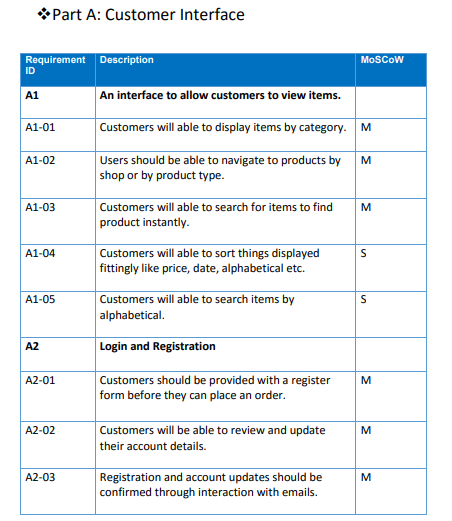 ❖Part A: Customer Interface
Requirement ID Description MoSCoW
A1 An interface to allow customers to view items.
A1-01 Customers will able to display items by category. M
A1-02 Users should be able to navigate to products by M
shop or by product type.
A1-03 Customers will able to search for items to find M
product instantly.
A1-04 Customers will able to sort things displayed S
fittingly like price, date, alphabetical etc.
A1-05 Customers will able to search items by S
alphabetical.
A2 Login and Registration
A2-01 Customers should be provided with a register M
form before they can place an order.
A2-02 Customers will be able to review and update M
their account details.
A2-03 Registration and account updates should be M
confirmed through interaction with emails.